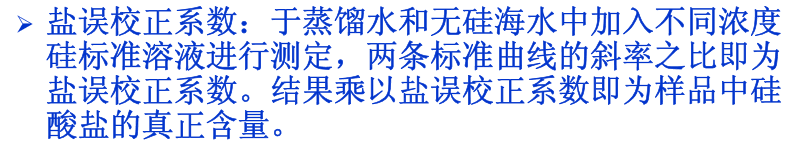 ➢ 盐误校正系数：于蒸馏水和无硅海水中加入不同浓度
硅标准溶液进行测定，两条标准曲线的斜率之比即为
盐误校正系数。结果乘以盐误校正系数即为样品中硅
酸盐的真正含量。